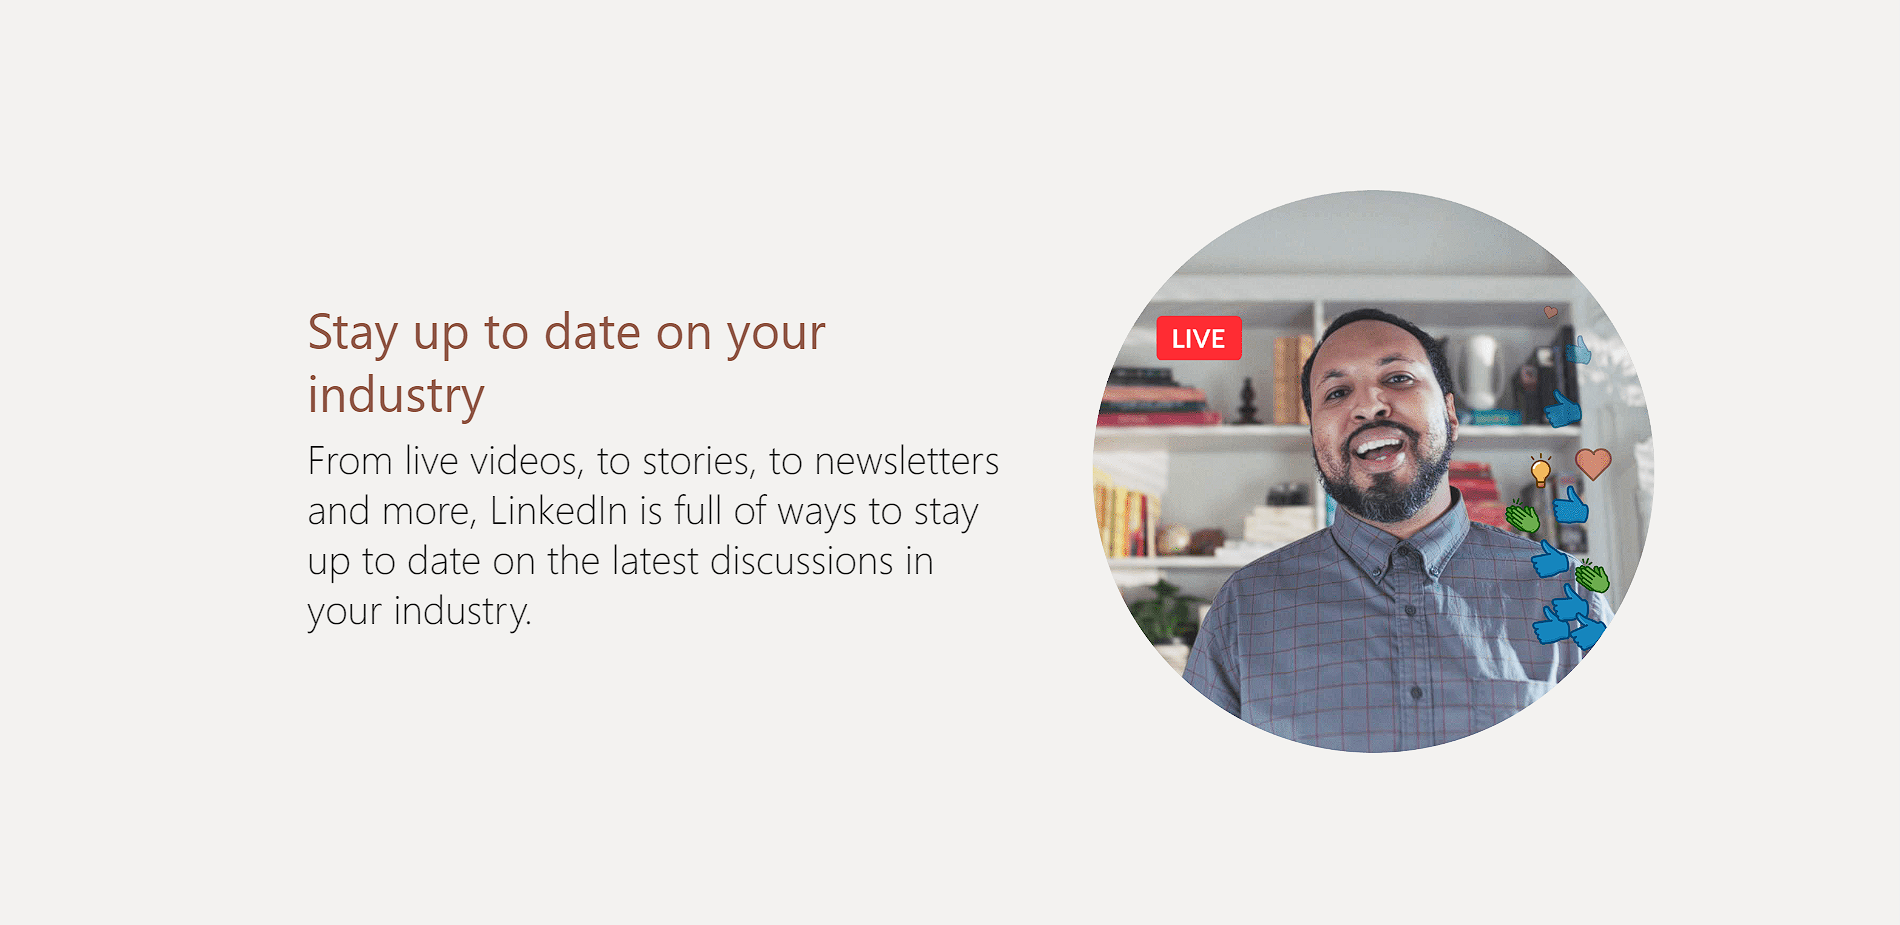 Stay up to date on your
industry
From live videos, to stories, to newsletters
and more, LinkedIn is full of ways to stay
up to date on the latest discussions in
your industry.
LIVE